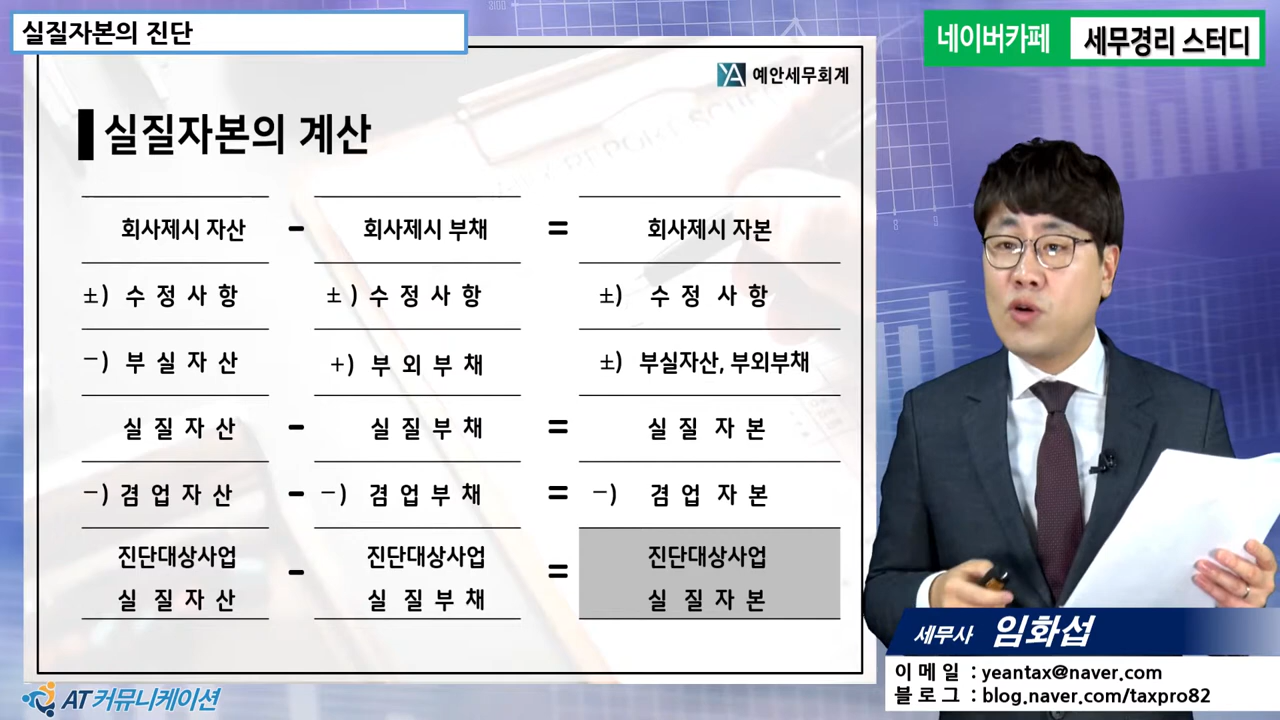 실질자본의 진단
네이버카페 세무경리 스터디
YA 예안세무회계
실질자본의 계산
회사제시 자산 - 회사제시 부채 = 회사제시 자본
±) 수 정 사 항 ±) 수 정 사 항 ±) 수 정 사 항
-) 부 실 자 산 +) 부 외 부 채 ±) 부실자산, 부외부채
실 질 자 산 - 실 질 부 채 = 실 질 자 본
-) 겸 업 자 산 - -) 겸 업 부 채 = -) 겸 업 자 본
진단대상사업 - 진단대상사업 = 진단대상사업
실 질 자 산 실 질 부 채 실 질 자 본
세무사 임화섭
이 메 일 : yeantax@naver.com
블 로 그 : blog.naver.com/taxpro82
AT커뮤니케이션